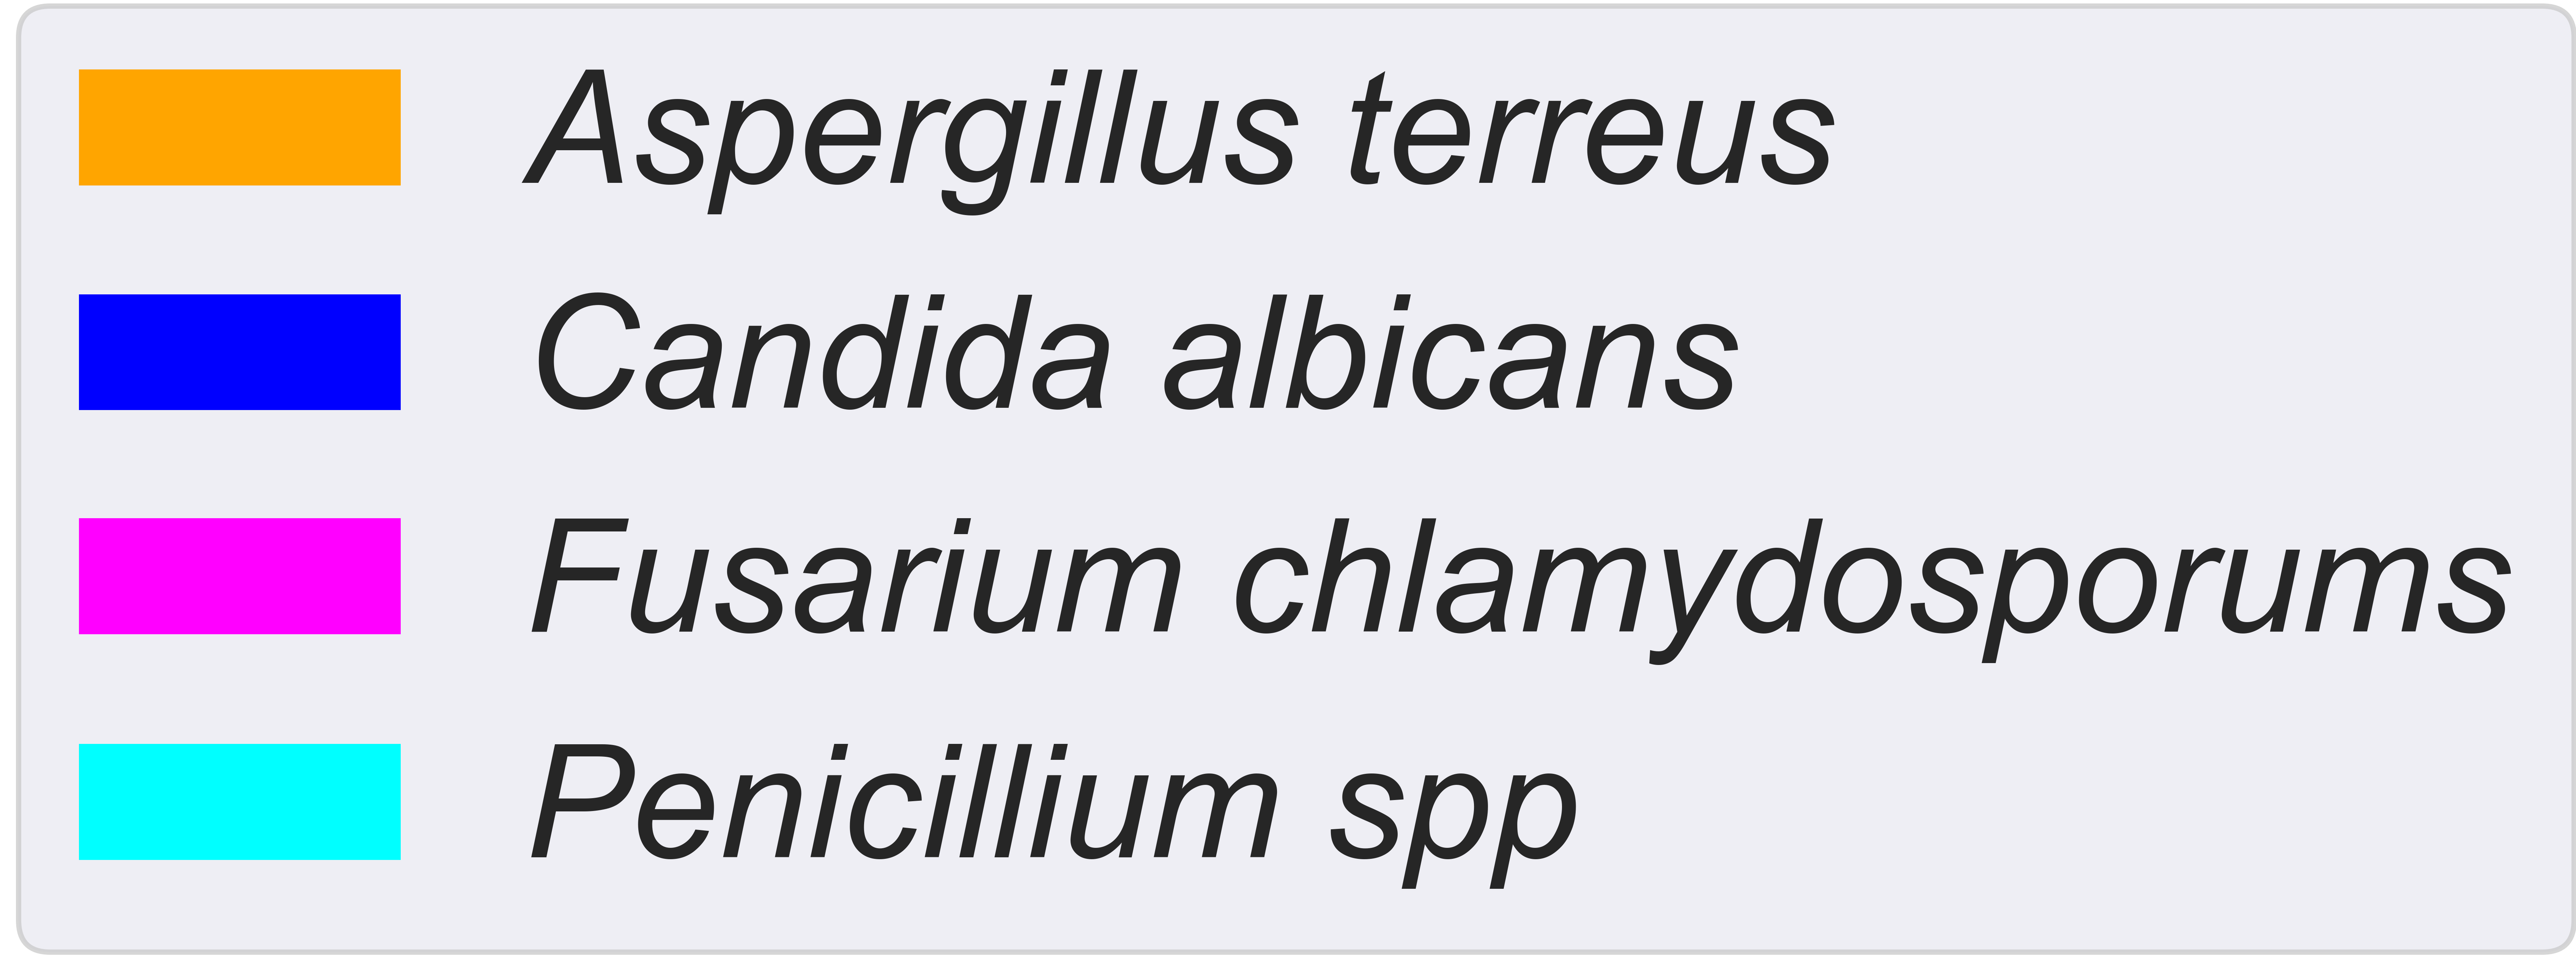 Aspergillus terreus
Candida albicans
Fusarium chlamydosporums
Penicillium spp